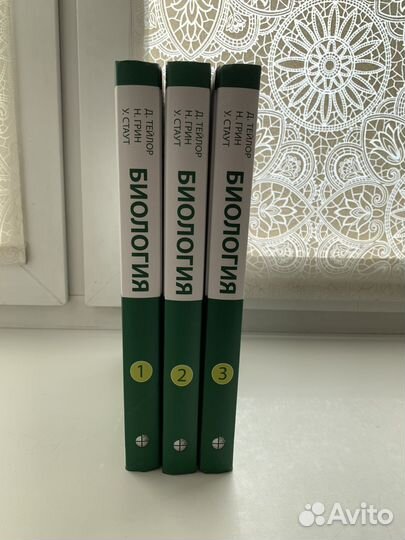 Д. ТЕЙЛОР
Н. ГРИН
У. СТАУТ
БИОЛОГИЯ
1
Д. ТЕЙЛОР
Н. ГРИН
У. СТАУТ
БИОЛОГИЯ
2
Д. ТЕЙЛОР
Н. ГРИН
У. СТАУТ
БИОЛОГИЯ
3
Avito